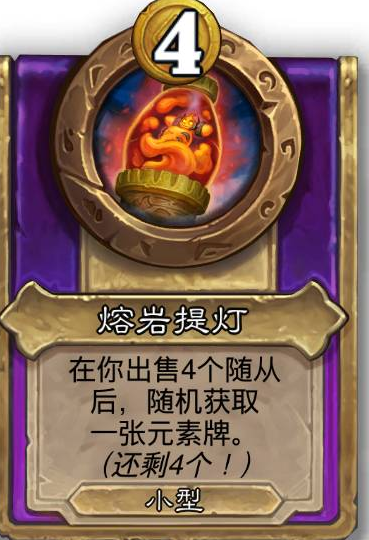 4
熔岩提灯
在你出售4个随从
后，随机获取
一张元素牌。
（还剩4个！）
小型